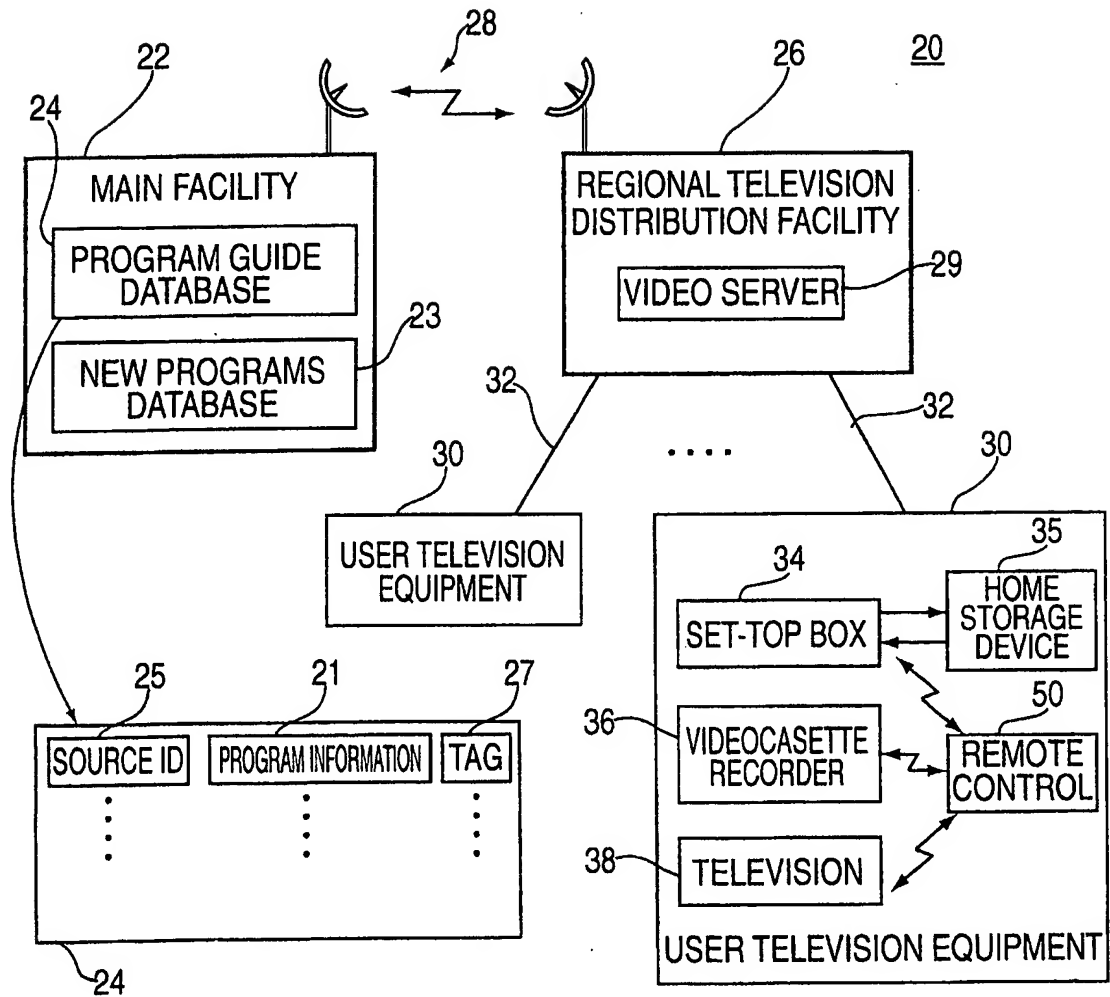 28
20
22
26
24
MAIN FACILITY
PROGRAM GUIDE
DATABASE
23
NEW PROGRAMS
DATABASE
REGIONAL TELEVISION
DISTRIBUTION FACILITY
29
VIDEO SERVER
32
32
30
USER TELEVISION
EQUIPMENT
30
34
35
SET-TOP BOX
HOME
STORAGE
DEVICE
36
VIDEOCASETTE
RECORDER
50
REMOTE
CONTROL
38
TELEVISION
USER TELEVISION EQUIPMENT
25
21
27
SOURCE ID
PROGRAM INFORMATION
TAG
24